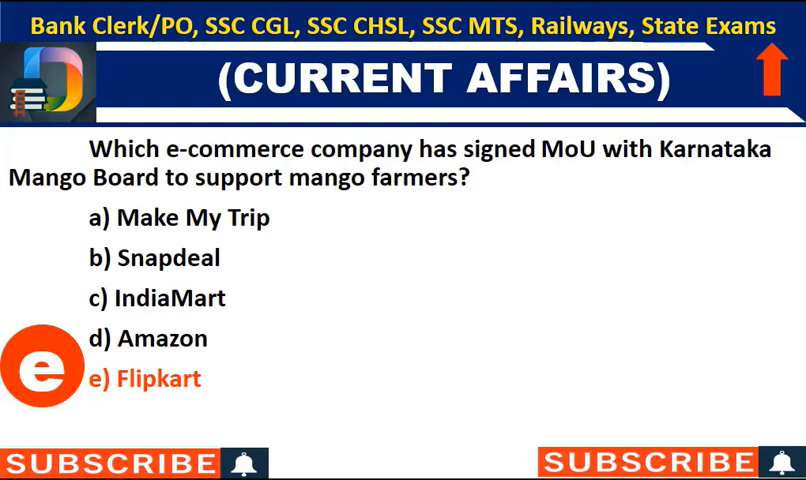 Bank Clerk/PO, SSC CGL, SSC CHSL, SSC MTS, Railways, State Exams
(CURRENT AFFAIRS)
Which e-commerce company has signed MoU with Karnataka
Mango Board to support mango farmers?
a) Make My Trip
b) Snapdeal
c) IndiaMart
d) Amazon
e
e) Flipkart
SUBSCRIBE
SUBSCRIBE